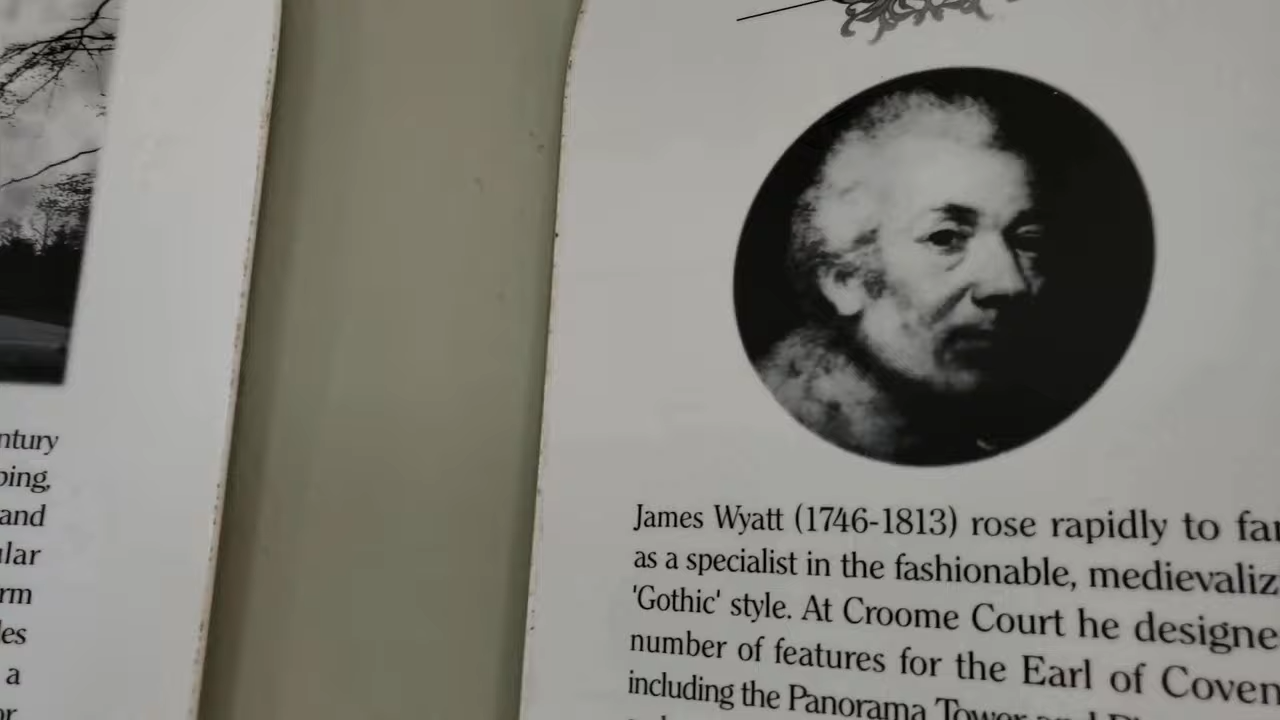 ntury
ping,
and
ular
rm
les
a
or
James Wyatt (1746-1813) rose rapidly to fa
as a specialist in the fashionable, medievaliz
'Gothic' style. At Croome Court he designe
number of features for the Earl of Coven
including the Panorama Tower and